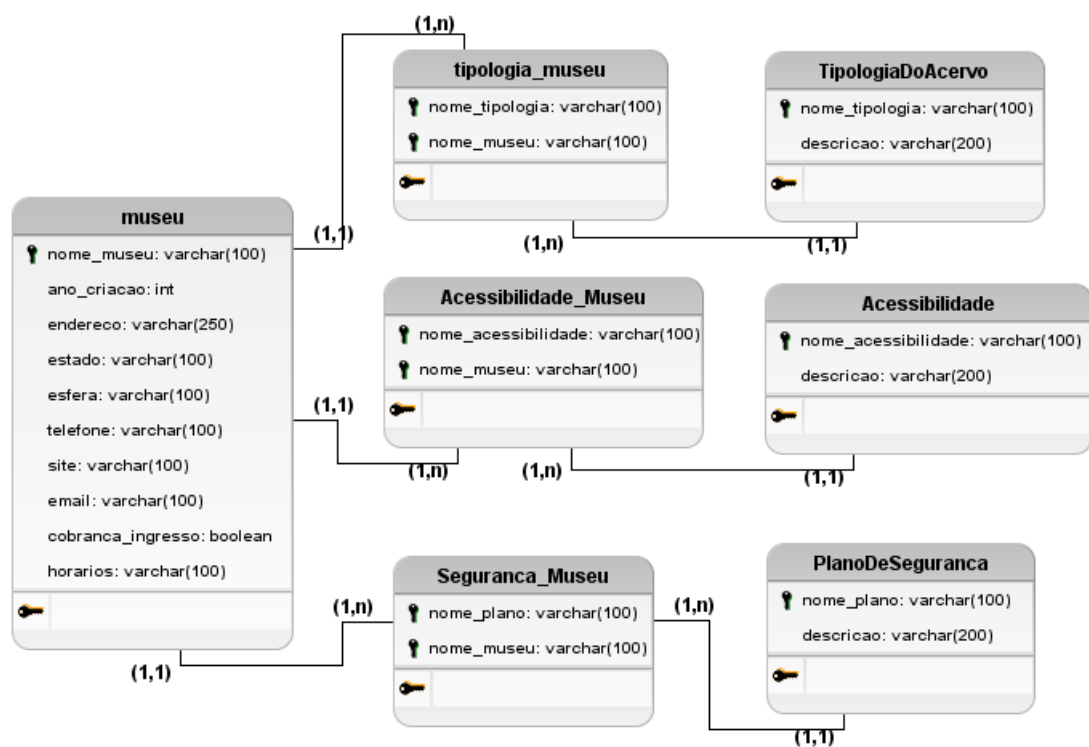 (1,n)
tipologia_museu
nome_tipologia: varchar(100)
nome_museu: varchar(100)
TipologiaDoAcervo
nome_tipologia: varchar(100)
descricao: varchar(200)
(1,1)
(1,n)
(1,1)
museu
nome_museu: varchar(100)
ano_criacao: int
endereco: varchar(250)
estado: varchar(100)
esfera: varchar(100)
telefone: varchar(100)
site: varchar(100)
email: varchar(100)
cobranca_ingresso: boolean
horarios: varchar(100)
Acessibilidade_Museu
nome_acessibilidade: varchar(100)
nome_museu: varchar(100)
Acessibilidade
nome_acessibilidade: varchar(100)
descricao: varchar(200)
(1,1)
(1,n)
(1,n)
(1,1)
Seguranca_Museu
nome_plano: varchar(100)
nome_museu: varchar(100)
PlanoDeSeguranca
nome_plano: varchar(100)
descricao: varchar(200)
(1,n)
(1,n)
(1,1)
(1,1)